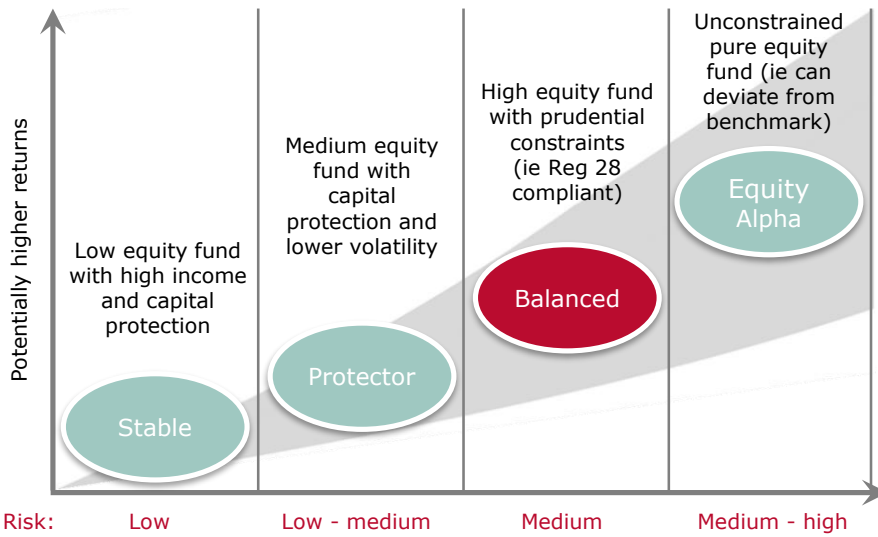 Potentially higher returns
Low equity fund
with high income
and capital
protection
Stable
Medium equity
fund with
capital
protection and
lower volatility
Protector
High equity fund
with prudential
constraints
(ie Reg 28
compliant)
Balanced
Unconstrained
pure equity
fund (ie can
deviate from
benchmark)
Equity
Alpha
Risk: Low Low - medium Medium Medium - high